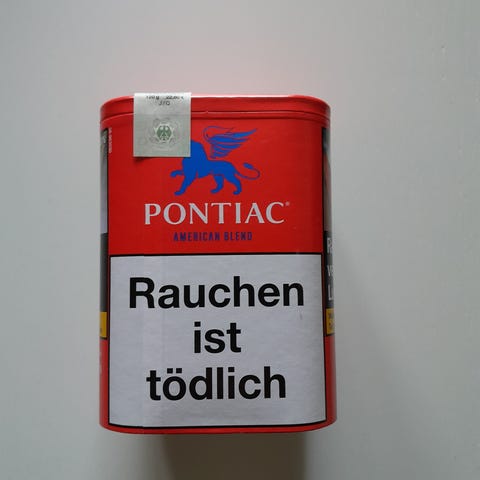 PONTIAC®
AMERICAN BLEND
Rauchen
ist
tödlich